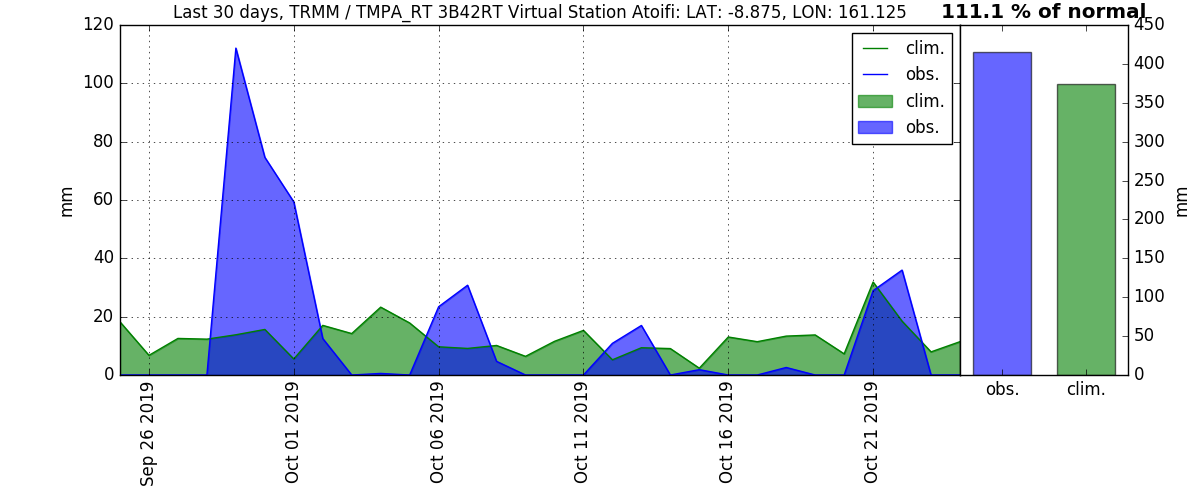 Last 30 days, TRMM / TMPA_RT 3B42RT Virtual Station Atoifi: LAT: -8.875, LON: 161.125
111.1 % of normal
120
100
80
60
40
20
0
mm
clim.
obs.
clim.
obs.
450
400
350
300
250
200
150
100
50
0
mm
Sep 26 2019
Oct 01 2019
Oct 06 2019
Oct 11 2019
Oct 16 2019
Oct 21 2019
obs.
clim.